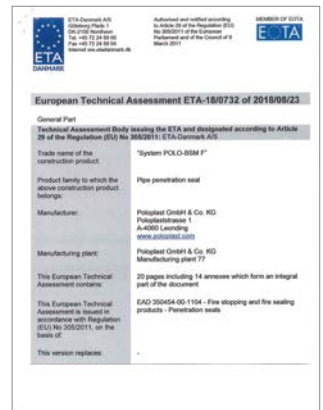 ETA-Danmark A/S
Göteborg Plads 1
DK-2150 Nordhavn
Tel. +45 72 24 59 00
Fax +45 72 24 59 04
Internet www.etadanmark.dk
Authorised and notified according
to Article 29 of the Regulation (EU)
No 305/2011 of the European
Parliament and of the Council of 9
March 2011
MEMBER OF EOTA
ETA
DANMARK
European Technical Assessment ETA-18/0732 of 2018/08/23
General Part
Technical Assessment Body issuing the ETA and designated according to Article
29 of the Regulation (EU) No 305/2011: ETA-Danmark A/S
Trade name of the
construction product:
"System POLO-BSM F"
Product family to which the
above construction product
belongs:
Pipe penetration seal
Manufacturer:
Poloplast GmbH & Co. KG
Poloplaststrasse 1
A-4060 Leonding
www.poloplast.com
Manufacturing plant:
Poloplast GmbH & Co. KG
Manufacturing plant 77
This European Technical
Assessment contains:
20 pages including 14 annexes which form an integral
part of the document
This European Technical
Assessment is issued in
accordance with Regulation
(EU) No 305/2011, on the
basis of:
EAD 350454-00-1104 - Fire stopping and fire sealing
products - Penetration seals
This version replaces:
-